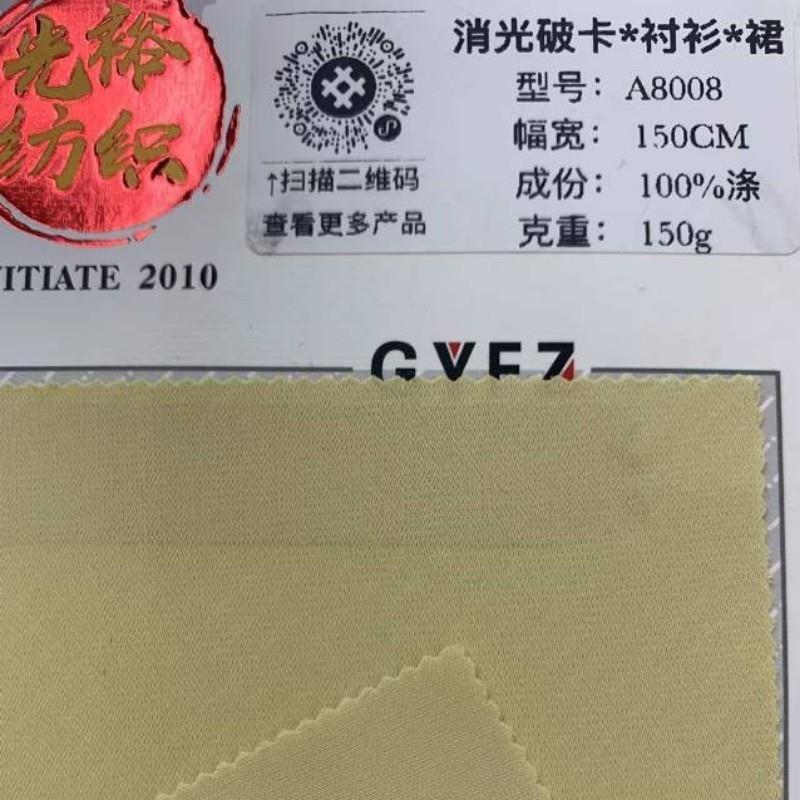 光裕
纺织
ITIATE 2010
消光破卡*衬衫*裙
型号：A8008
幅宽：150CM
成份：100%涤
克重：150g
↑扫描二维码
查看更多产品
GYFZ